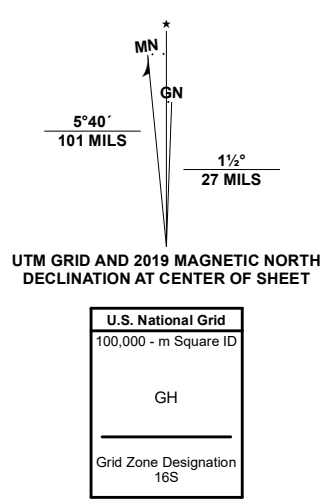 MN
GN
5°40´
101 MILS
1½°
27 MILS
UTM GRID AND 2019 MAGNETIC NORTH
DECLINATION AT CENTER OF SHEET
U.S. National Grid
100,000 - m Square ID
GH
Grid Zone Designation
16S